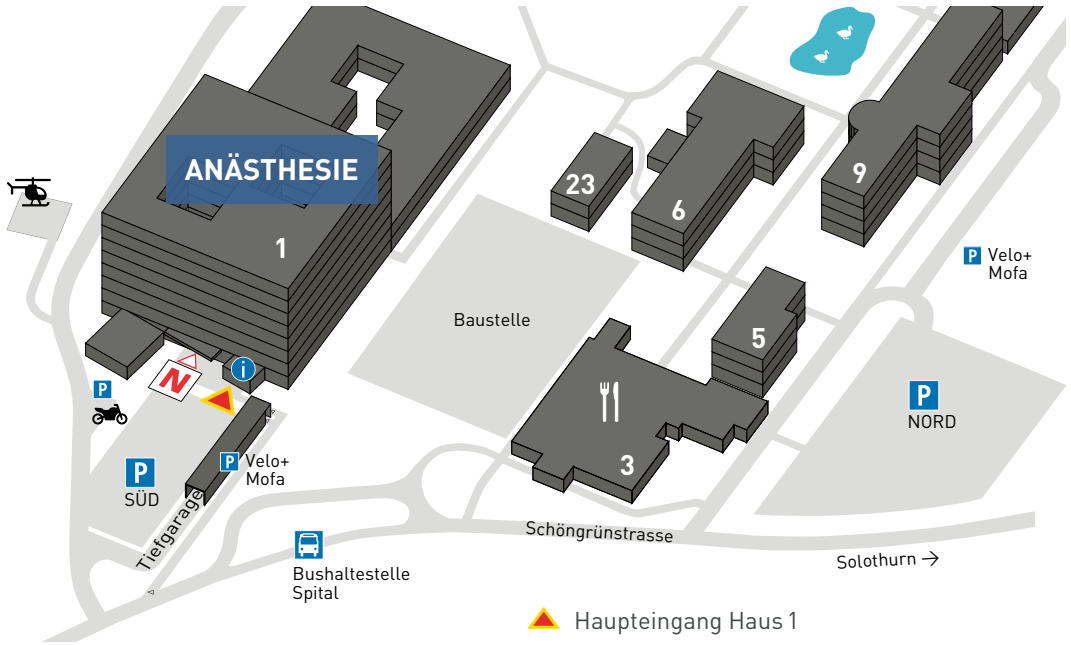 ANÄSTHESIE
1
23
6
9
P Velo+
Mofa
Baustelle
5
i
N
P
P
NORD
3
P
SÜD
P Velo+
Mofa
Tiefgarage
Schöngrünstrasse
Solothurn →
Bushaltestelle
Spital
Haupteingang Haus 1